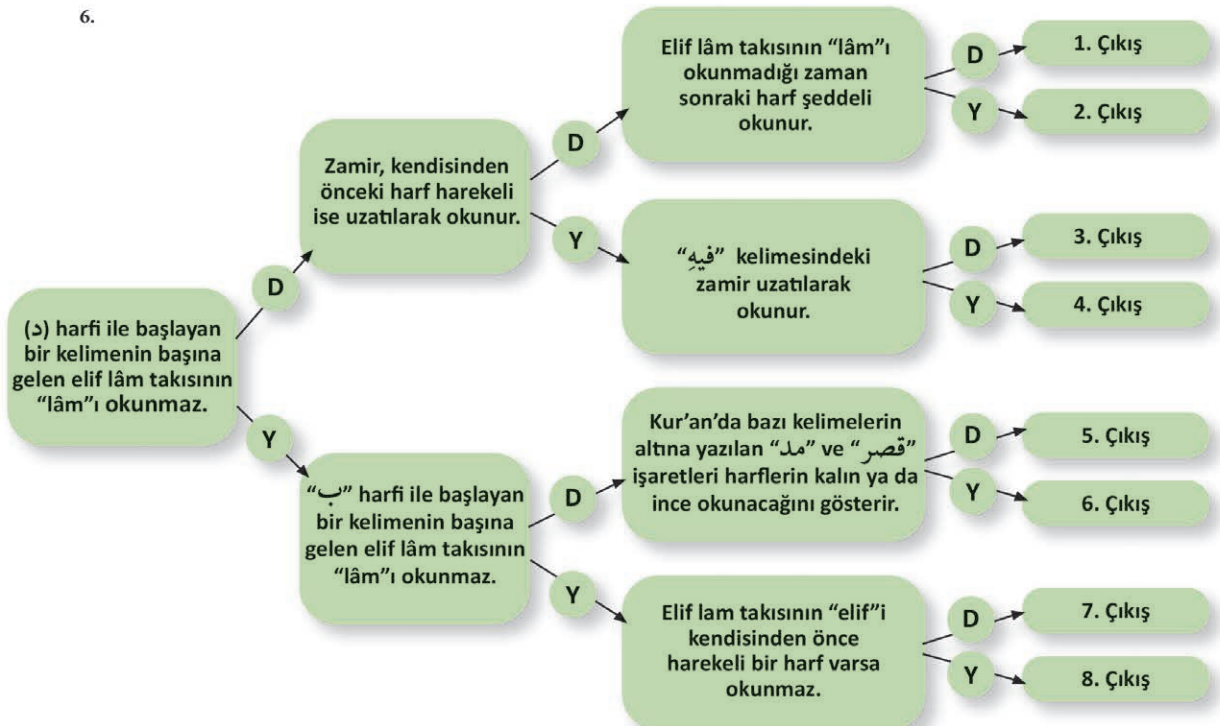 6.
(د) harfi ile başlayan
bir kelimenin başına
gelen elif lâm takısının
“lâm”ı okunmaz.
D
Y
Zamir, kendisinden
önceki harf harekeli
ise uzatılarak okunur.
D
Y
“ب” harfi ile başlayan
bir kelimenin başına
gelen elif lâm takısının
“lâm”ı okunmaz.
D
Y
Elif lâm takısının “lâm”ı
okunmadığı zaman
sonraki harf şeddeli
okunur.
D
Y
1. Çıkış
2. Çıkış
“فيهِ” kelimesindeki
zamir uzatılarak
okunur.
D
Y
3. Çıkış
4. Çıkış
Kur’an’da bazı kelimelerin
altına yazılan “مد” ve “قصر”
işaretleri harflerin kalın ya da
ince okunacağını gösterir.
D
Y
5. Çıkış
6. Çıkış
Elif lam takısının “elif”i
kendisinden önce
harekeli bir harf varsa
okunmaz.
D
Y
7. Çıkış
8. Çıkış